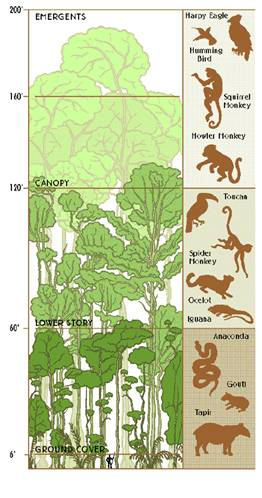 200'
EMERGENTS
160'
CANOPY
120'
LOWER STORY
60'
GROUND COVER
6'
Harpy Eagle
Humming
Bird
Squirrel
Monkey
Howler Monkey
Toucan
Spider
Monkey
Ocelot
Iguana
Anaconda
Gouti
Tapir